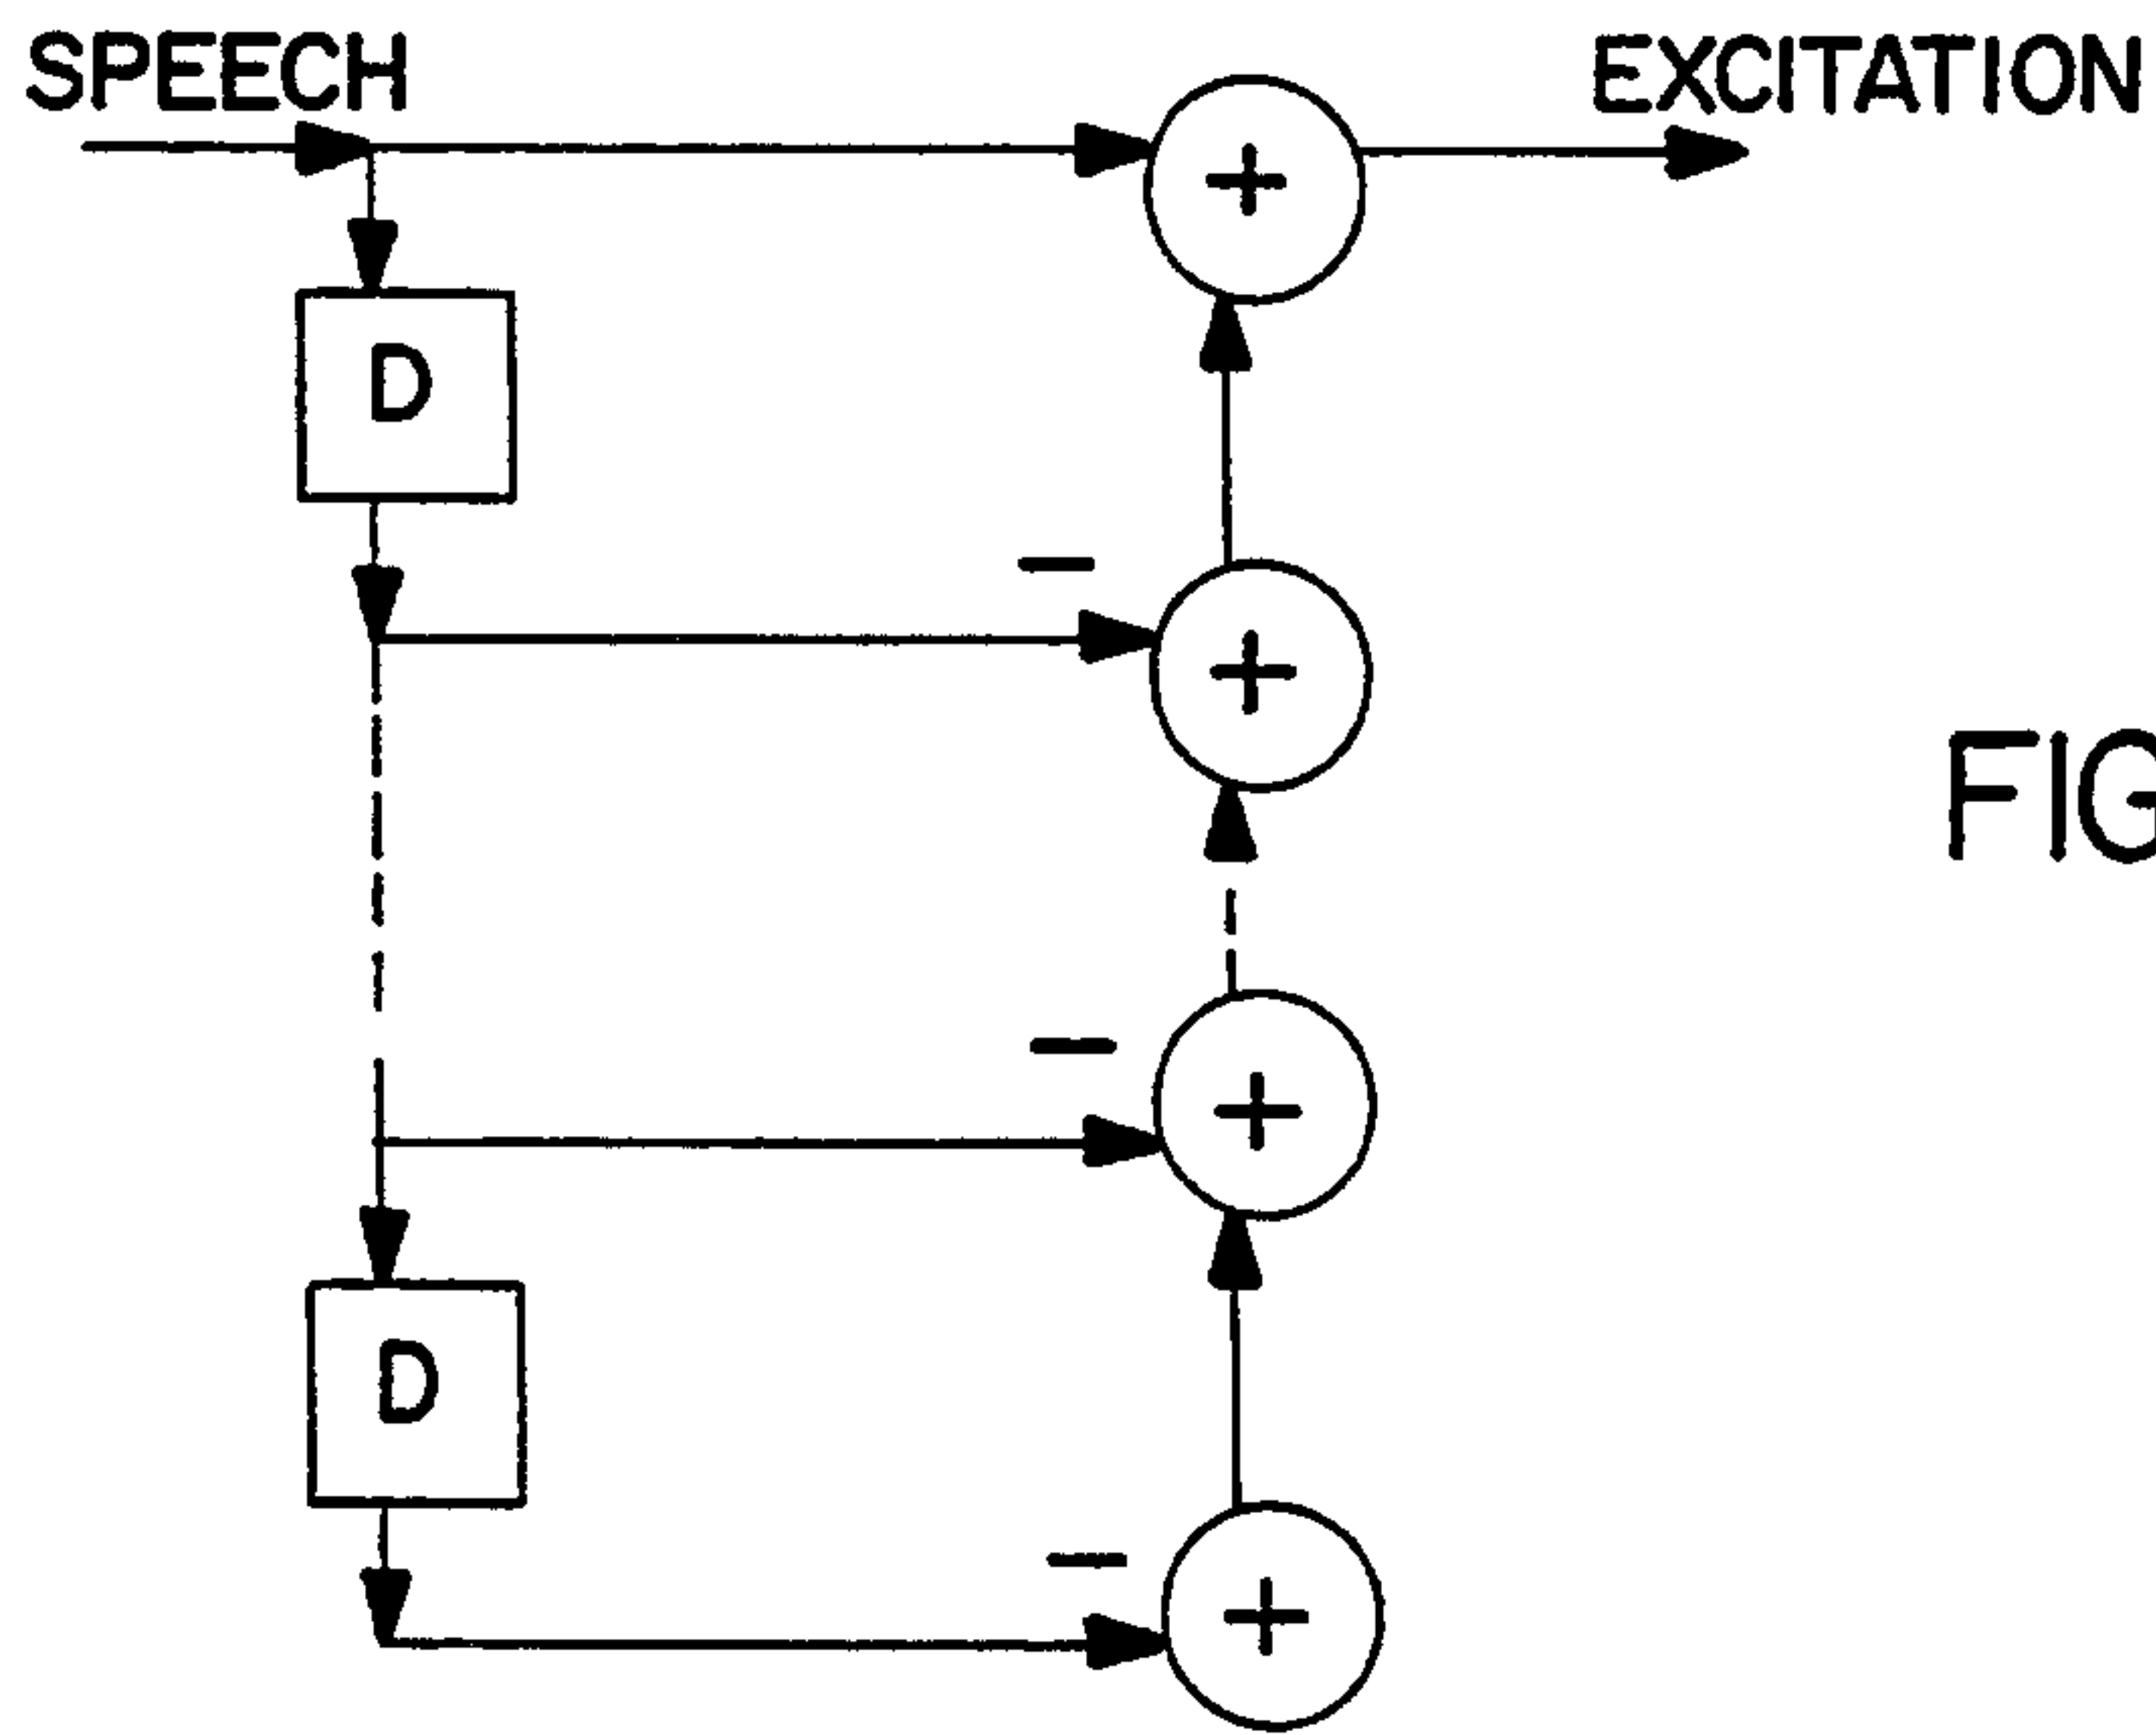 SPEECH
EXCITATION
+
D
−
+
FIG
−
+
D
−
+